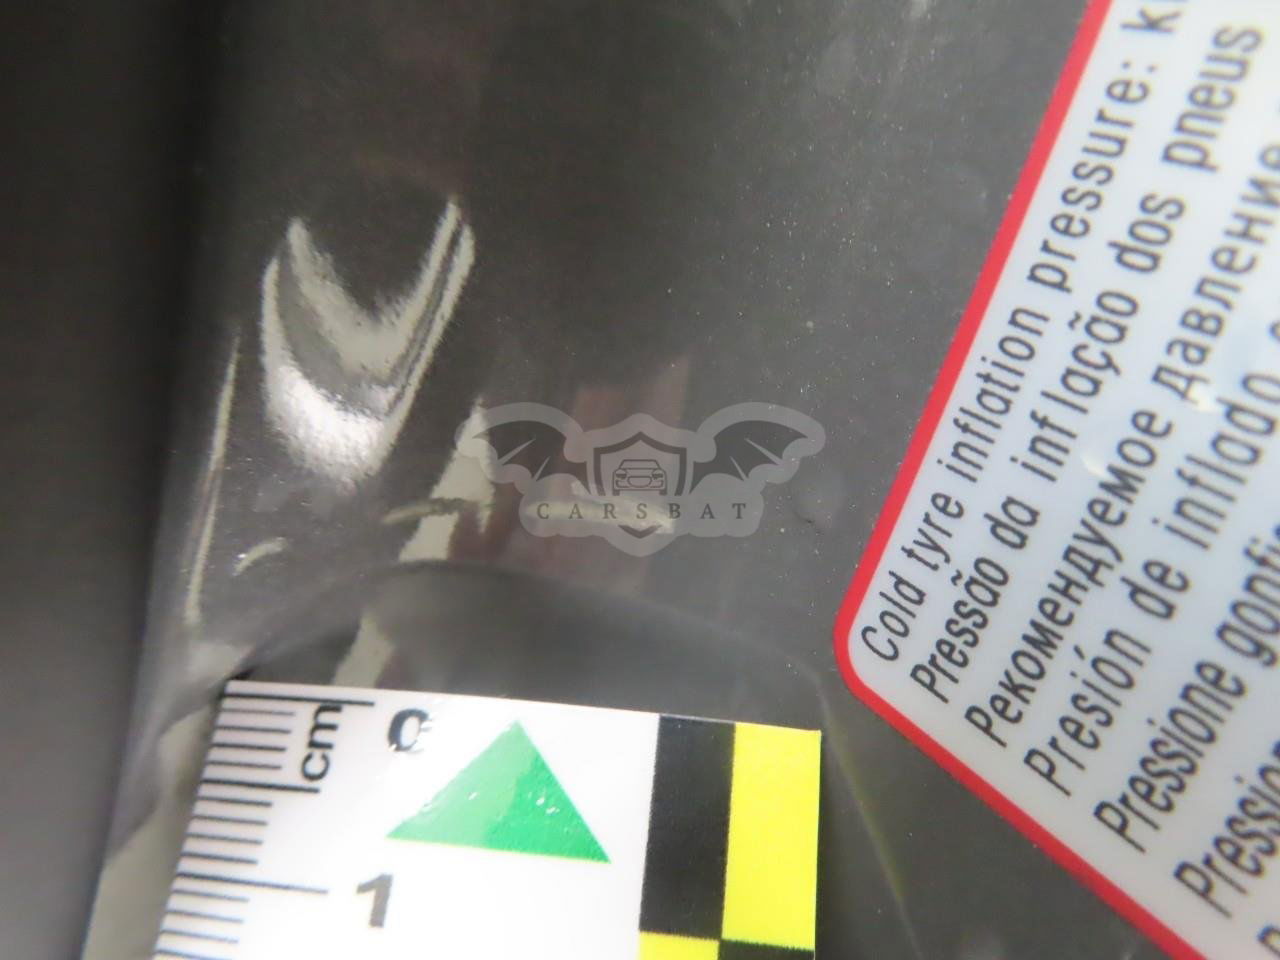 Cold tyre inflation pressure:
Pressão da inflação dos pneus
Рекомендуемое давление
Presión de inflado
Pressione
CARSBAT
cm 0
1